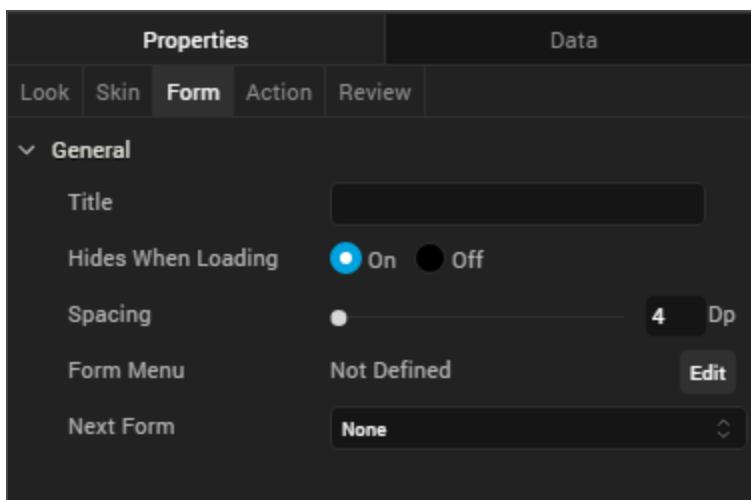 Properties Data
Look Skin Form Action Review
General
Title
Hides When Loading On Off
Spacing 4 Dp
Form Menu Not Defined Edit
Next Form None